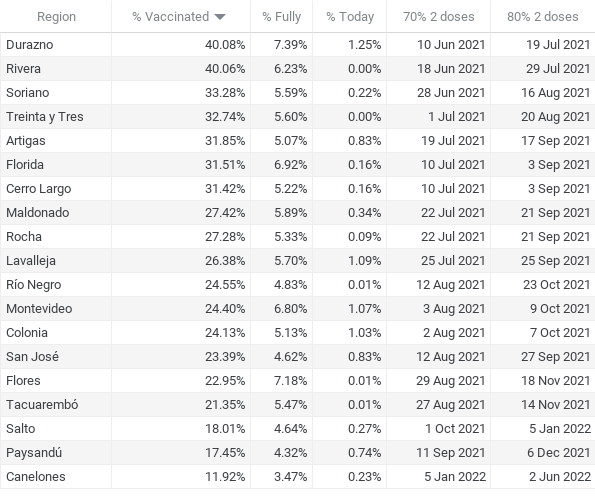 Region % Vaccinated % Fully % Today 70% 2 doses 80% 2 doses
Durazno 40.08% 7.39% 1.25% 10 Jun 2021 19 Jul 2021
Rivera 40.06% 6.23% 0.00% 18 Jun 2021 29 Jul 2021
Soriano 33.28% 5.59% 0.22% 28 Jun 2021 16 Aug 2021
Treinta y Tres 32.74% 5.60% 0.00% 1 Jul 2021 20 Aug 2021
Artigas 31.85% 5.07% 0.83% 19 Jul 2021 17 Sep 2021
Florida 31.51% 6.92% 0.16% 10 Jul 2021 3 Sep 2021
Cerro Largo 31.42% 5.22% 0.16% 10 Jul 2021 3 Sep 2021
Maldonado 27.42% 5.89% 0.34% 22 Jul 2021 21 Sep 2021
Rocha 27.28% 5.33% 0.09% 22 Jul 2021 21 Sep 2021
Lavalleja 26.38% 5.70% 1.09% 25 Jul 2021 25 Sep 2021
Río Negro 24.55% 4.83% 0.01% 12 Aug 2021 23 Oct 2021
Montevideo 24.40% 6.80% 1.07% 3 Aug 2021 9 Oct 2021
Colonia 24.13% 5.13% 1.03% 2 Aug 2021 7 Oct 2021
San José 23.39% 4.62% 0.83% 12 Aug 2021 27 Sep 2021
Flores 22.95% 7.18% 0.01% 29 Aug 2021 18 Nov 2021
Tacuarembó 21.35% 5.47% 0.01% 27 Aug 2021 14 Nov 2021
Salto 18.01% 4.64% 0.27% 1 Oct 2021 5 Jan 2022
Paysandú 17.45% 4.32% 0.74% 11 Sep 2021 6 Dec 2021
Canelones 11.92% 3.47% 0.23% 5 Jan 2022 2 Jun 2022